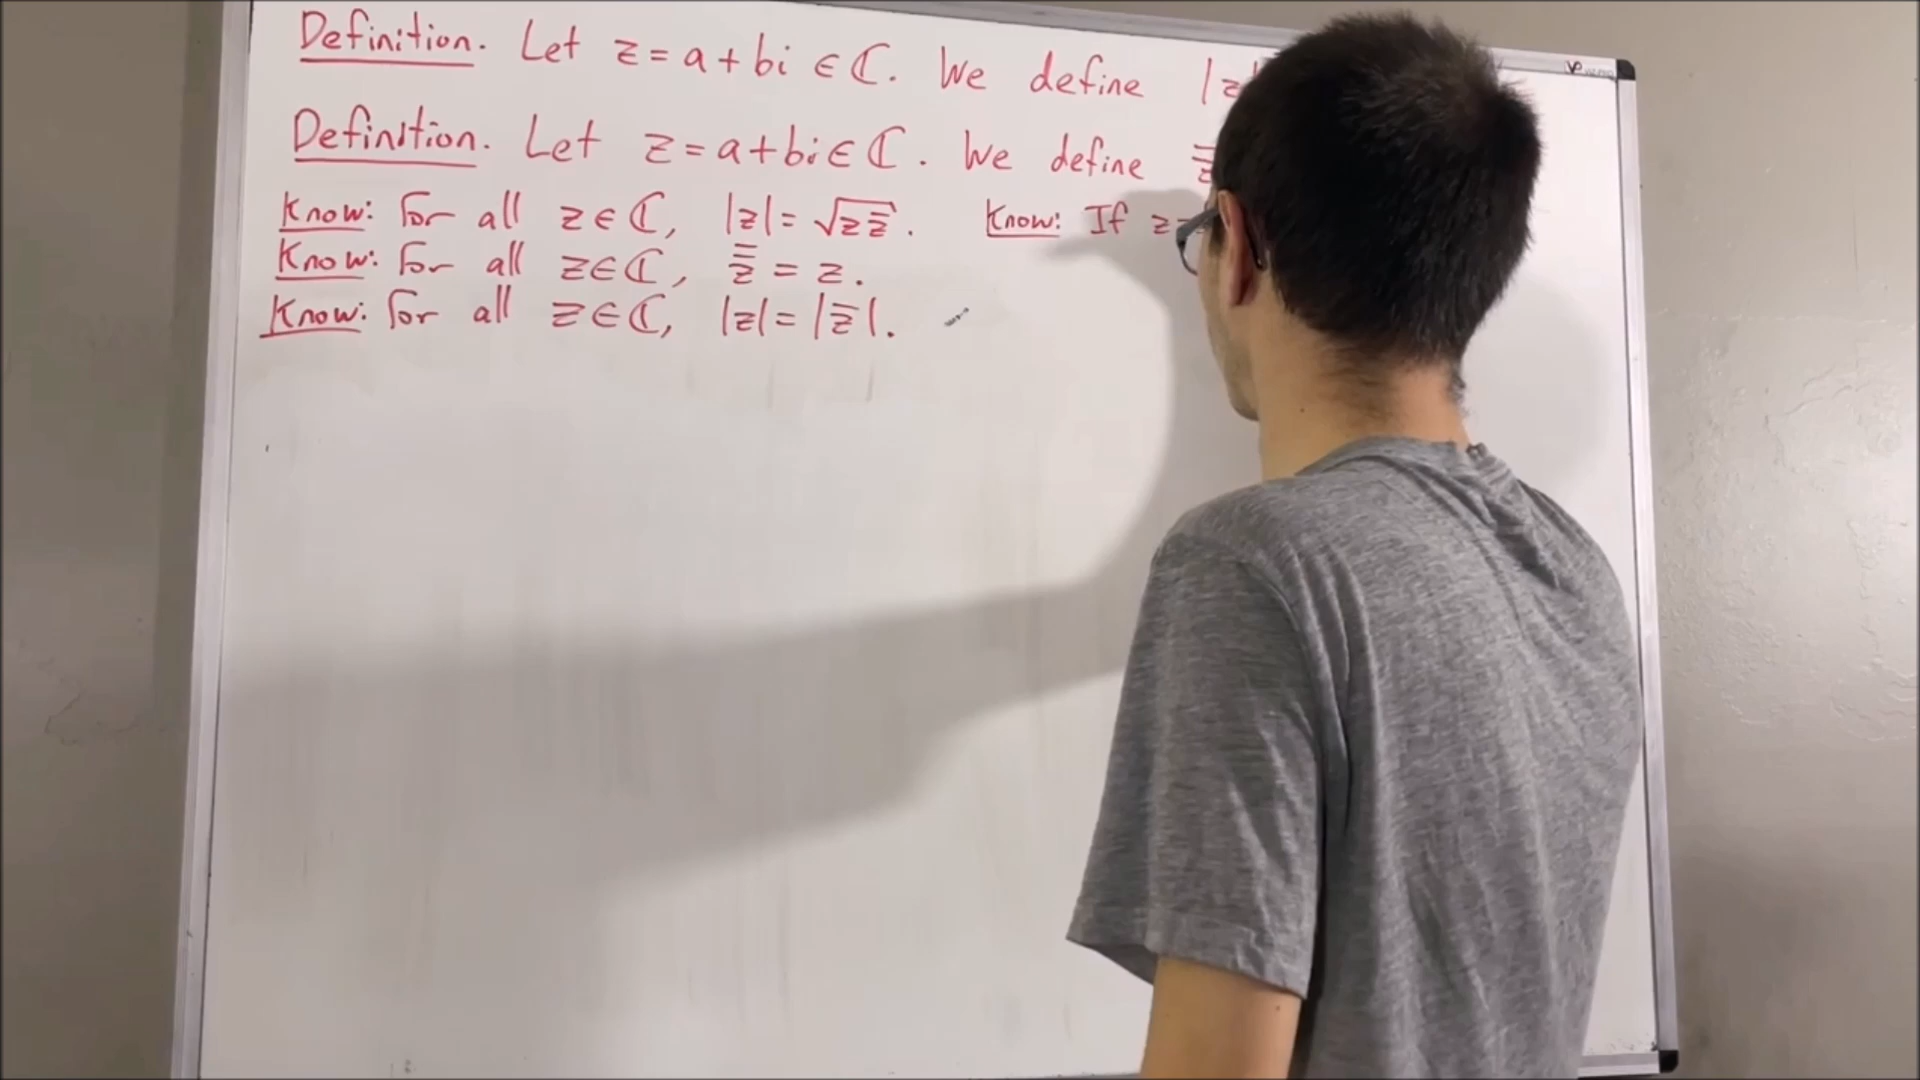 Definition. Let z = a + bi ∈ ℂ. We define |z|
Definition. Let z = a + bi ∈ ℂ. We define z̄
Know: For all z ∈ ℂ, |z| = √(z z̄). Know: If z =
Know: For all z ∈ ℂ, z̿ = z.
Know: For all z ∈ ℂ, |z| = |z̄|.